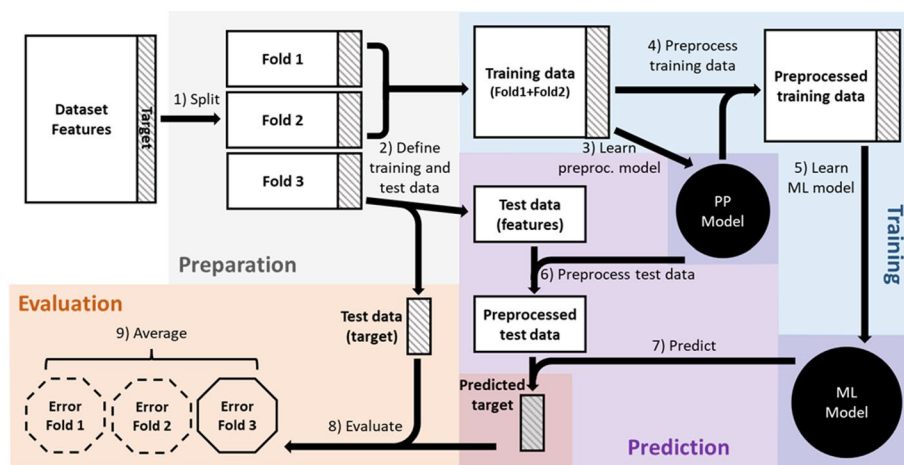 Dataset
Features
Target
1) Split
Fold 1
Fold 2
Fold 3
2) Define
training and
test data
Preparation
Training data
(Fold1+Fold2)
4) Preprocess
training data
Preprocessed
training data
3) Learn
preproc. model
PP
Model
5) Learn
ML model
Training
Test data
(features)
6) Preprocess test data
Preprocessed
test data
7) Predict
ML
Model
Predicted
target
Prediction
Evaluation
Test data
(target)
9) Average
Error
Fold 1
Error
Fold 2
Error
Fold 3
8) Evaluate